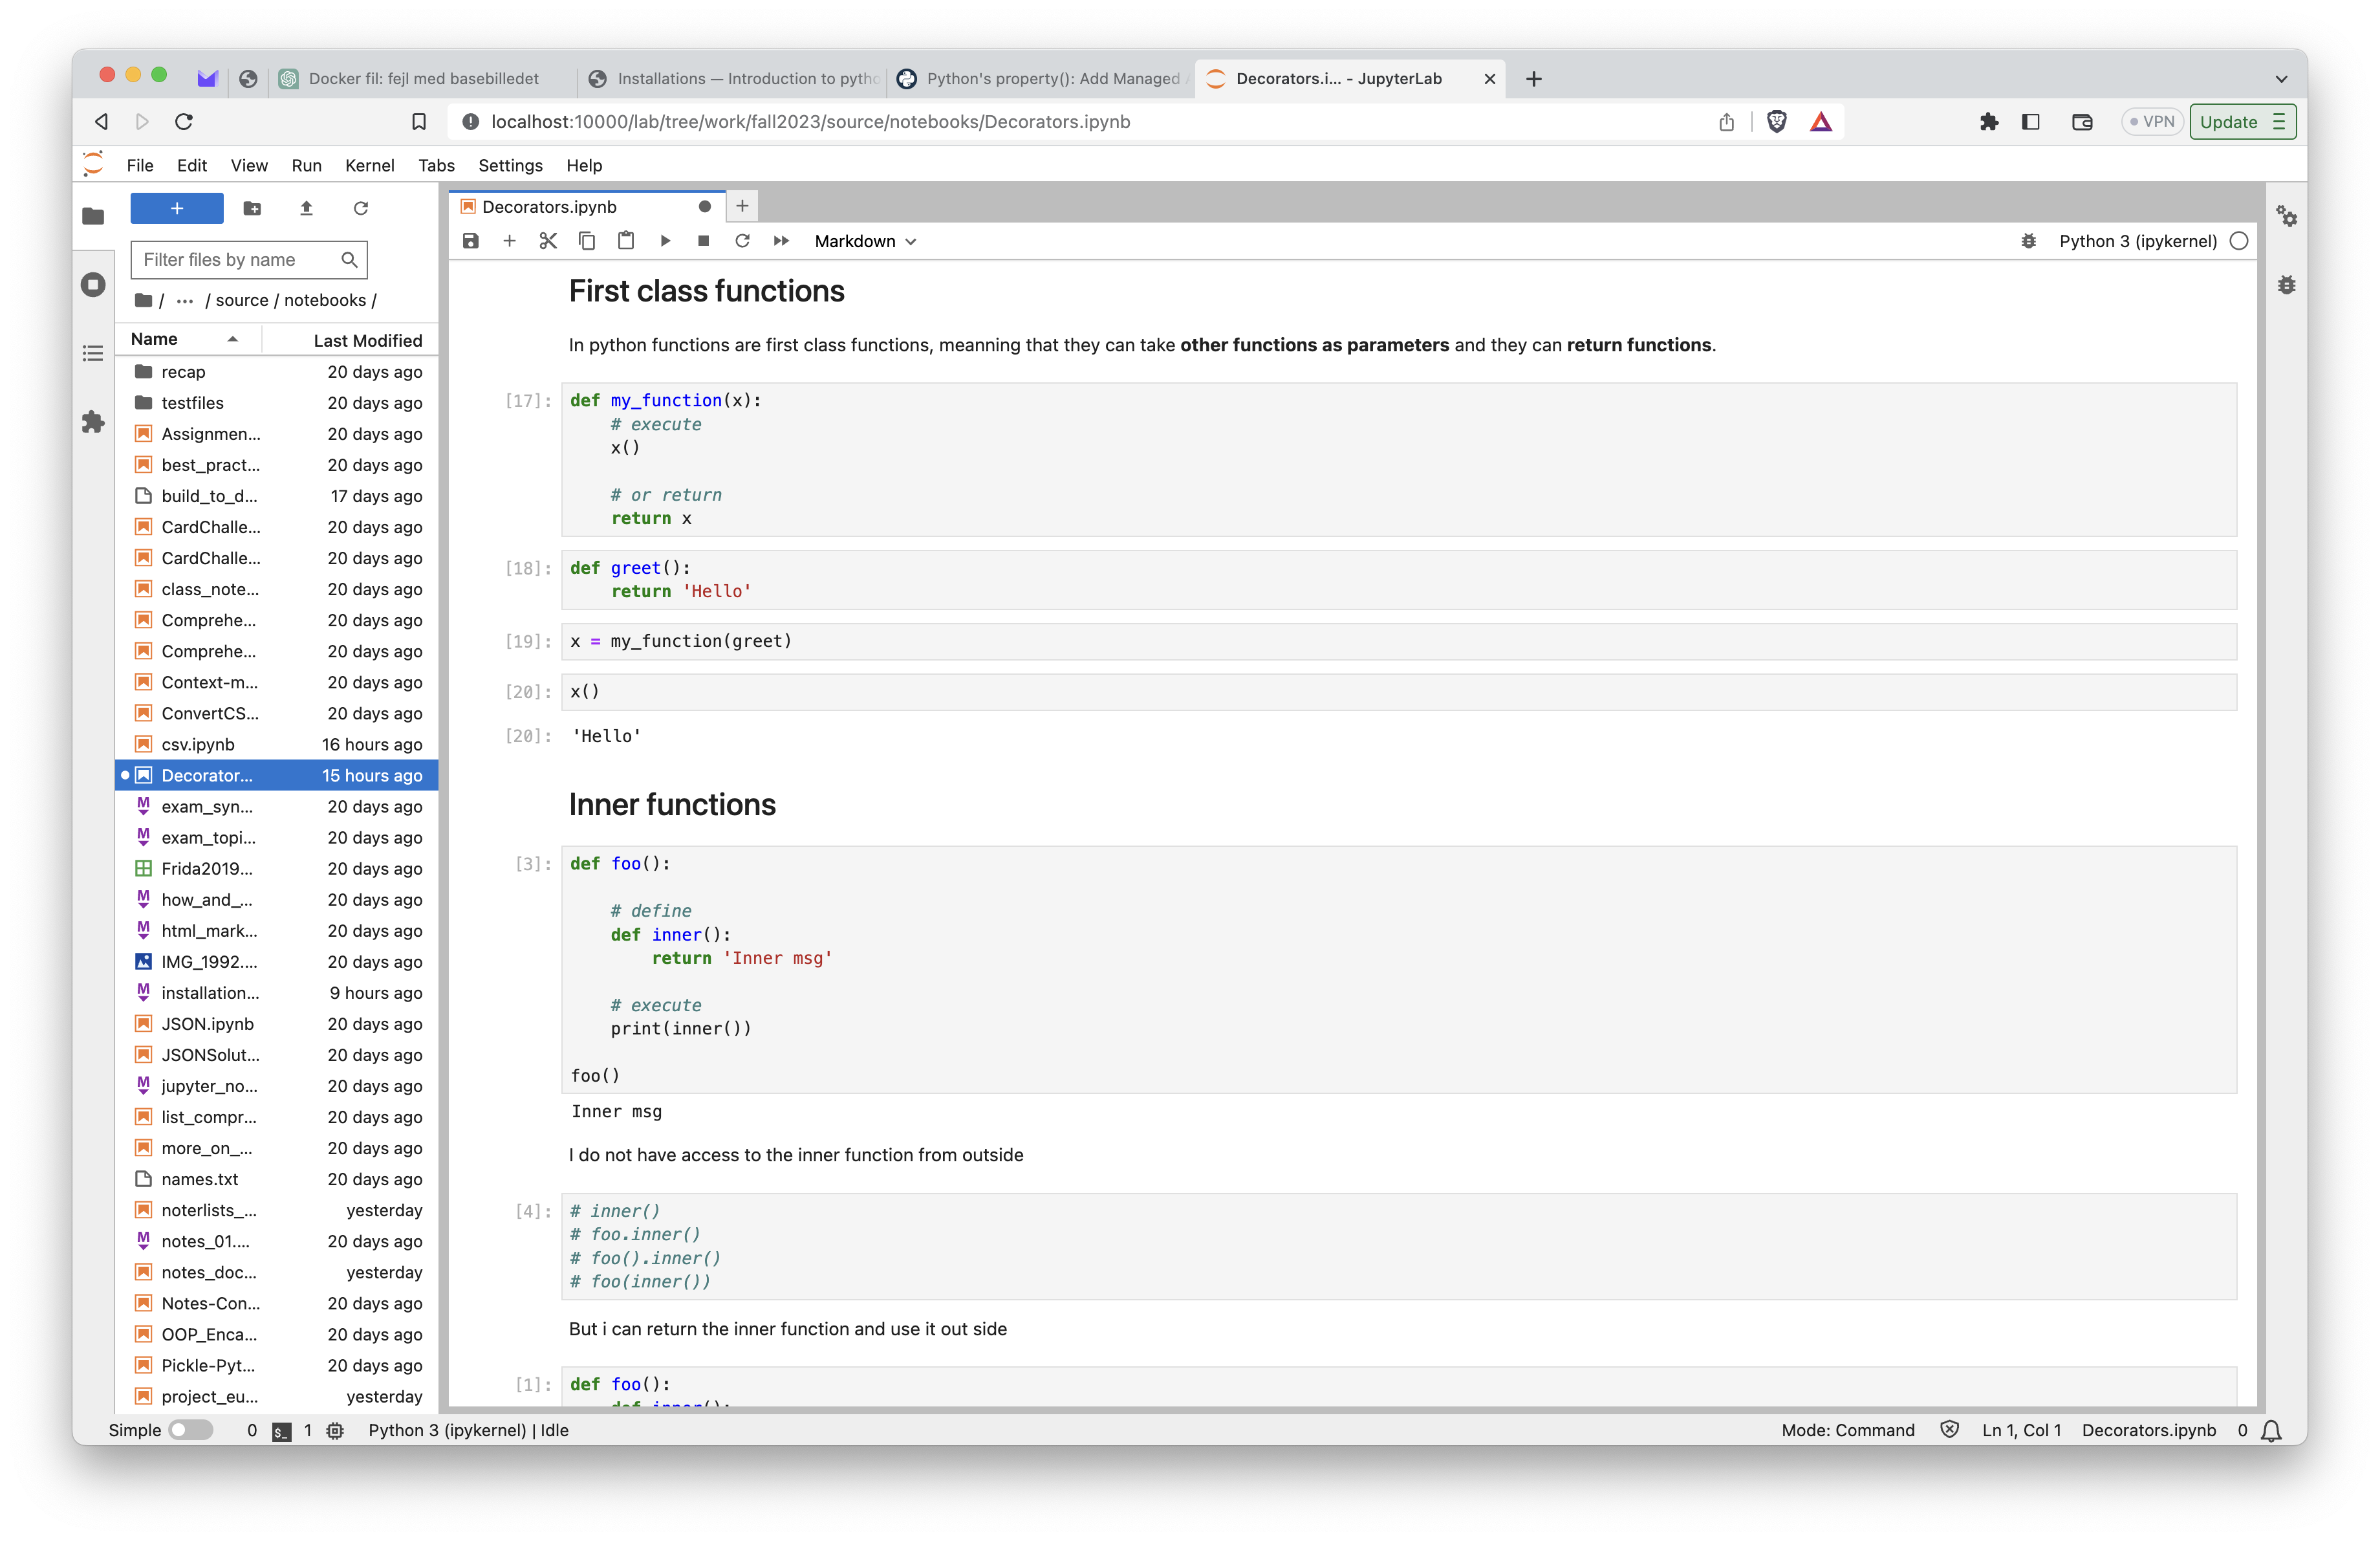 Docker fil: fejl med basebilledet
Installations — Introduction to pytho
Python's property(): Add Managed
Decorators.i... - JupyterLab
localhost:10000/lab/tree/work/fall2023/source/notebooks/Decorators.ipynb
VPN
Update
File Edit View Run Kernel Tabs Settings Help
Filter files by name
/ ... / source / notebooks /
Name Last Modified
recap 20 days ago
testfiles 20 days ago
Assignmen... 20 days ago
best_pract... 20 days ago
build_to_d... 17 days ago
CardChalle... 20 days ago
CardChalle... 20 days ago
class_note... 20 days ago
Comprehe... 20 days ago
Comprehe... 20 days ago
Context-m... 20 days ago
ConvertCS... 20 days ago
csv.ipynb 16 hours ago
Decorator... 15 hours ago
exam_syn... 20 days ago
exam_topi... 20 days ago
Frida2019... 20 days ago
how_and_... 20 days ago
html_mark... 20 days ago
IMG_1992.... 20 days ago
installation... 9 hours ago
JSON.ipynb 20 days ago
JSONSolut... 20 days ago
jupyter_no... 20 days ago
list_compr... 20 days ago
more_on_... 20 days ago
names.txt 20 days ago
noterlists_... yesterday
notes_01.... 20 days ago
notes_doc... yesterday
Notes-Con... 20 days ago
OOP_Enca... 20 days ago
Pickle-Pyt... 20 days ago
project_eu... yesterday
Decorators.ipynb
Markdown
Python 3 (ipykernel)
First class functions
In python functions are first class functions, meanning that they can take other functions as parameters and they can return functions.
[17]: def my_function(x):
# execute
x()
# or return
return x
[18]: def greet():
return 'Hello'
[19]: x = my_function(greet)
[20]: x()
[20]: 'Hello'
Inner functions
[3]: def foo():
# define
def inner():
return 'Inner msg'
# execute
print(inner())
foo()
Inner msg
I do not have access to the inner function from outside
[4]: # inner()
# foo.inner()
# foo().inner()
# foo(inner())
But i can return the inner function and use it out side
[1]: def foo():
def inner():
Simple 0 $_ 1 Python 3 (ipykernel) | Idle
Mode: Command Ln 1, Col 1 Decorators.ipynb 0